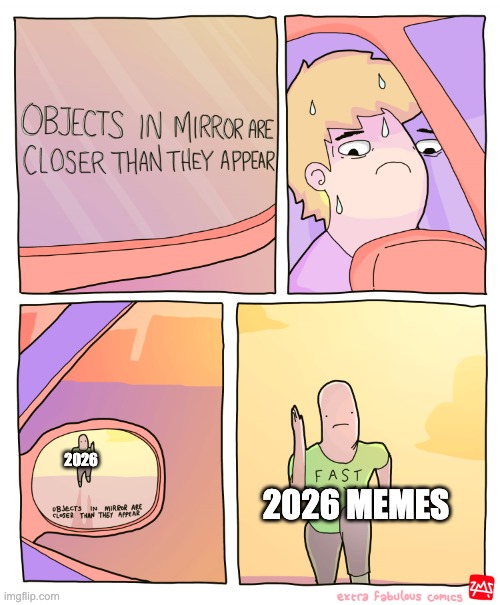 OBJECTS IN MIRROR ARE
CLOSER THAN THEY APPEAR
2026
OBJECTS IN MIRROR ARE
CLOSER THAN THEY APPEAR
FAST
2026 MEMES
imgflip.com
extra fabulous comics
ZMS